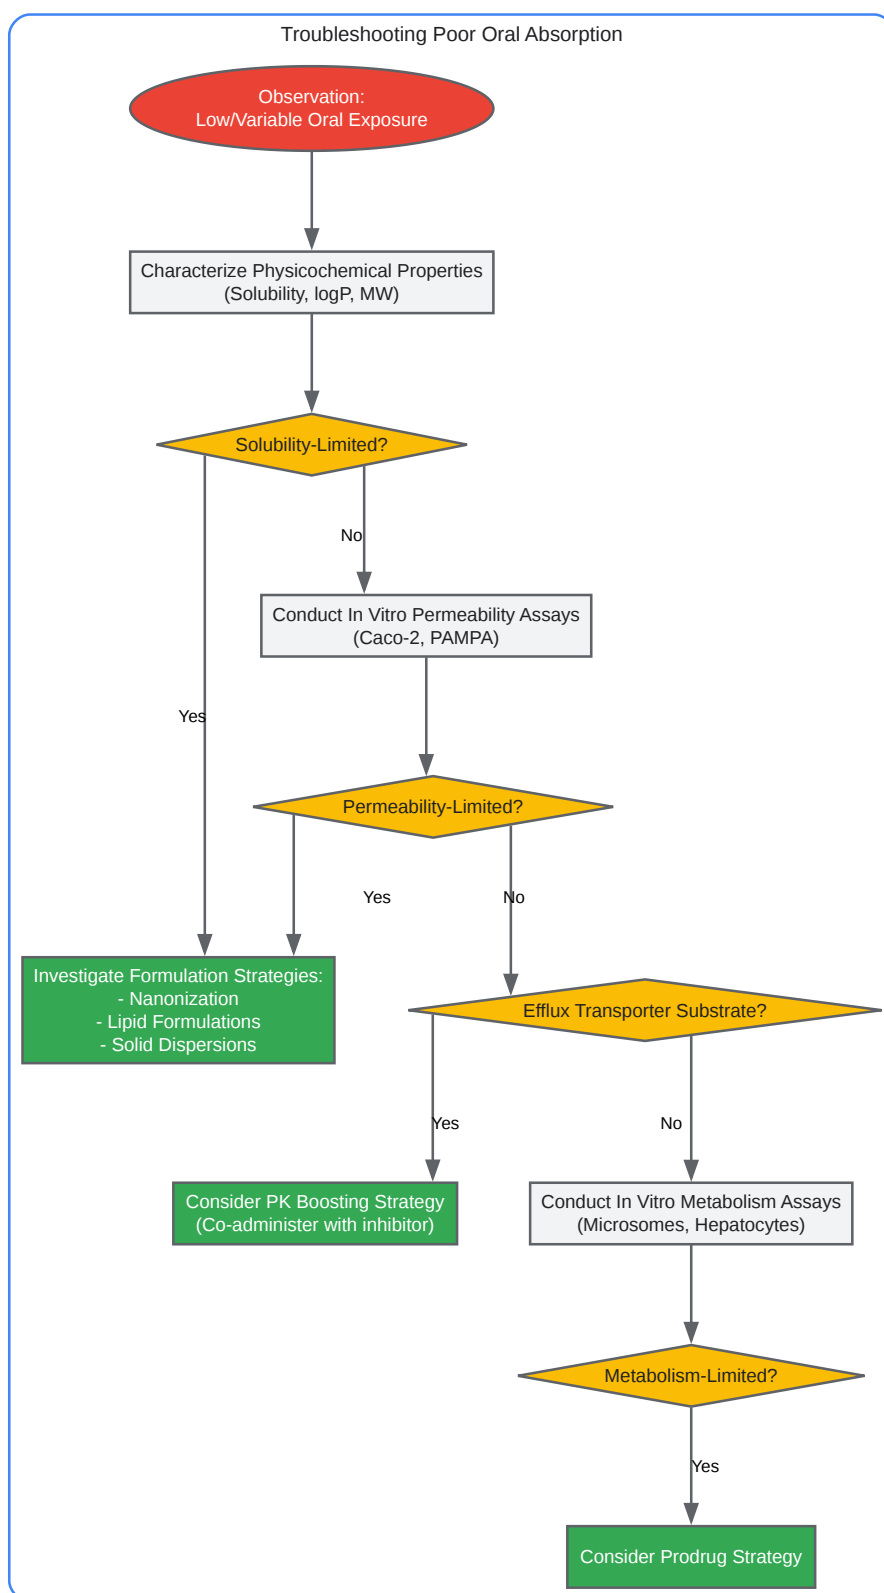 Troubleshooting Poor Oral Absorption
Observation:
Low/Variable Oral Exposure
Characterize Physicochemical Properties
(Solubility, logP, MW)
Solubility-Limited?
No
Conduct In Vitro Permeability Assays
(Caco-2, PAMPA)
Yes
Permeability-Limited?
Yes
No
Investigate Formulation Strategies:
- Nanonization
- Lipid Formulations
- Solid Dispersions
Efflux Transporter Substrate?
Yes
No
Consider PK Boosting Strategy
(Co-administer with inhibitor)
Conduct In Vitro Metabolism Assays
(Microsomes, Hepatocytes)
Metabolism-Limited?
Yes
Consider Prodrug Strategy